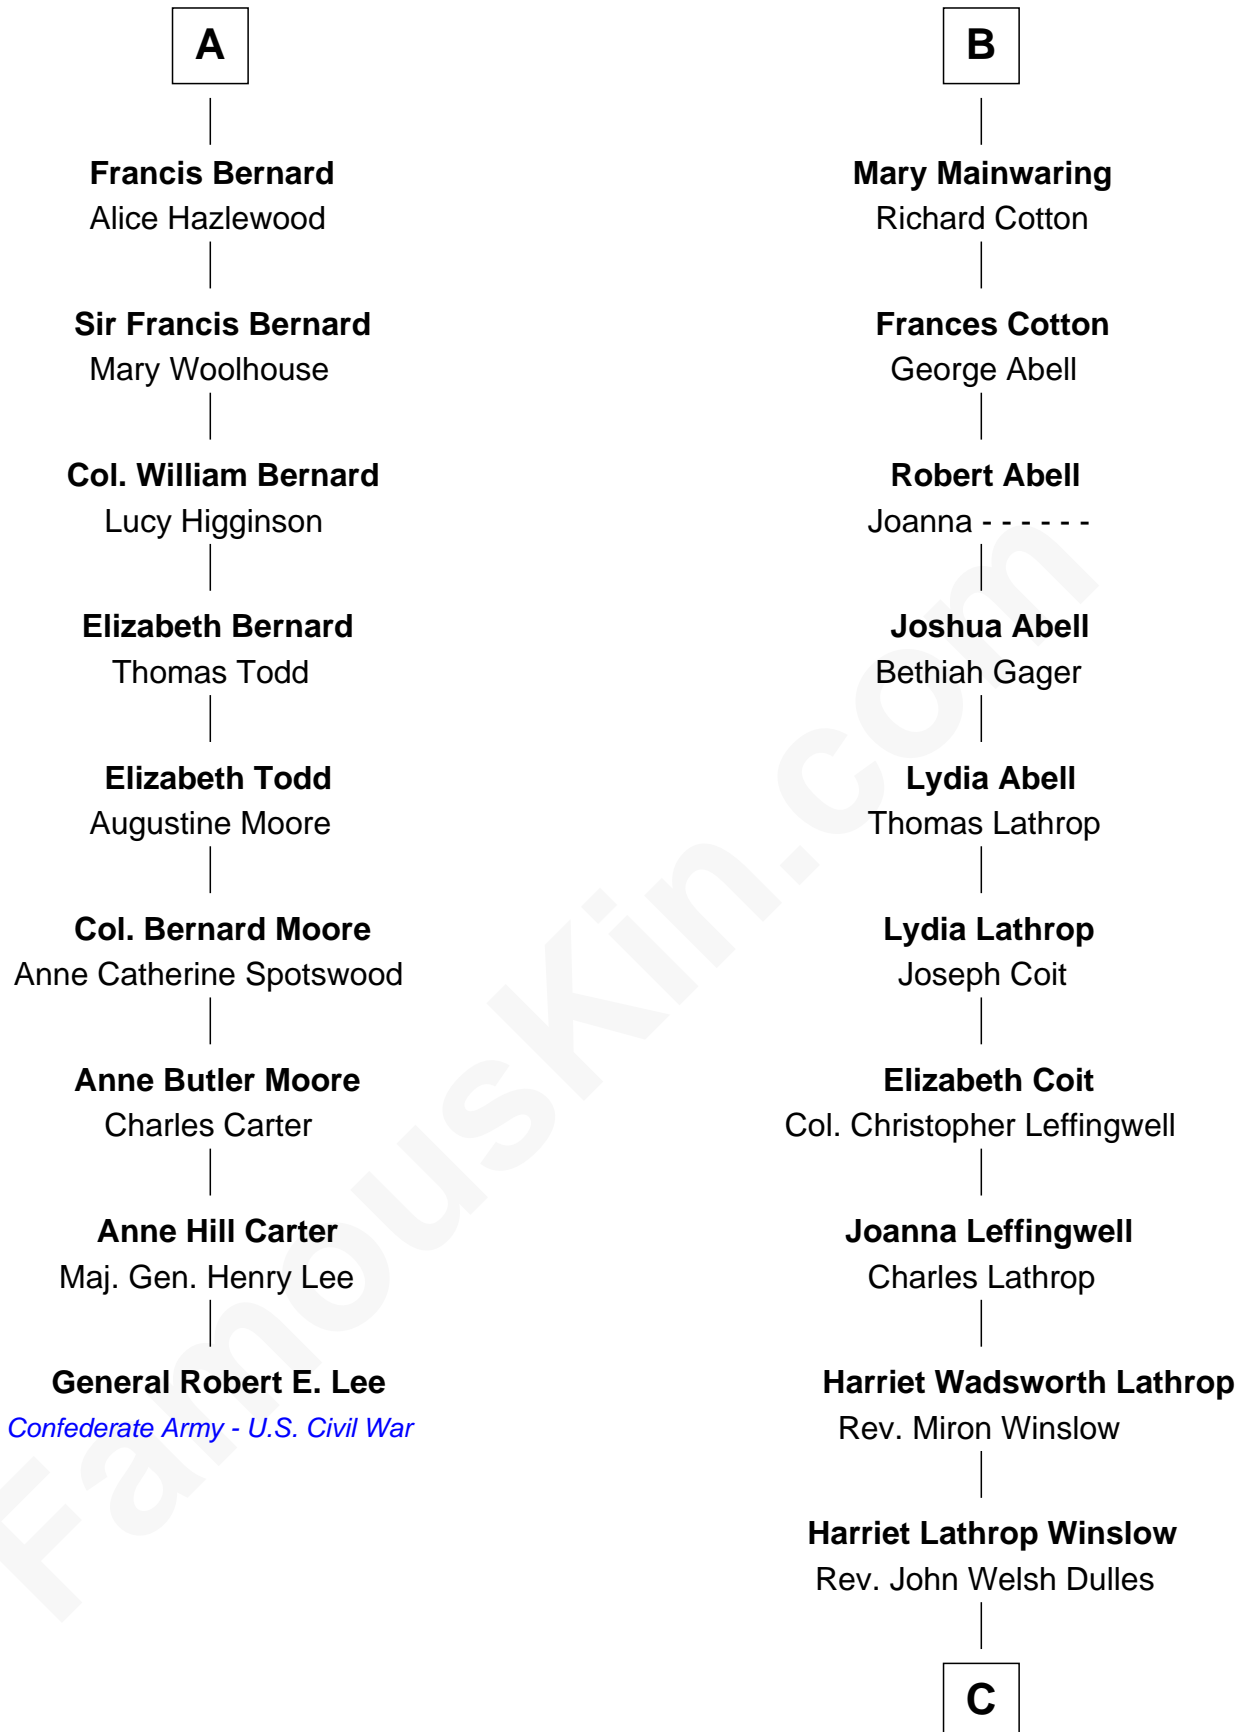 A
Francis Bernard
Alice Hazlewood
Sir Francis Bernard
Mary Woolhouse
Col. William Bernard
Lucy Higginson
Elizabeth Bernard
Thomas Todd
Elizabeth Todd
Augustine Moore
Col. Bernard Moore
Anne Catherine Spotswood
Anne Butler Moore
Charles Carter
Anne Hill Carter
Maj. Gen. Henry Lee
General Robert E. Lee
Confederate Army - U.S. Civil War
B
Mary Mainwaring
Richard Cotton
Frances Cotton
George Abell
Robert Abell
Joanna - - - - - -
Joshua Abell
Bethiah Gager
Lydia Abell
Thomas Lathrop
Lydia Lathrop
Joseph Coit
Elizabeth Coit
Col. Christopher Leffingwell
Joanna Leffingwell
Charles Lathrop
Harriet Wadsworth Lathrop
Rev. Miron Winslow
Harriet Lathrop Winslow
Rev. John Welsh Dulles
C
FamousKin.com